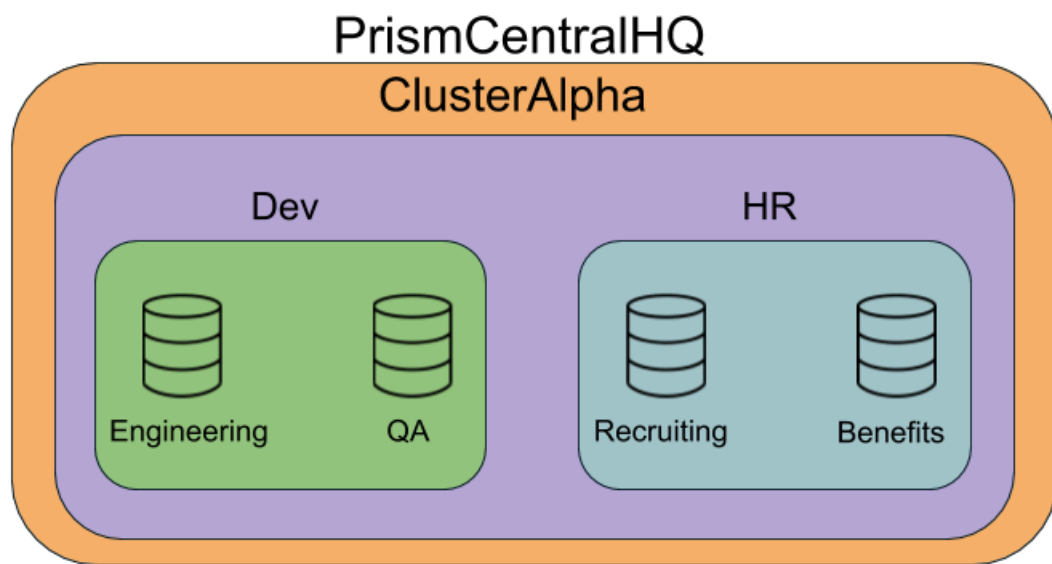 PrismCentralHQ
ClusterAlpha
Dev
HR
Engineering
QA
Recruiting
Benefits